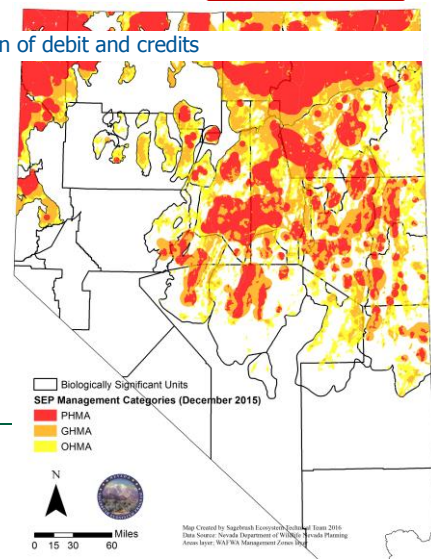 n of debit and credits
Biologically Significant Units
SEP Management Categories (December 2015)
PHMA
GHMA
OHMA
N
Miles
0 15 30 60
Map Created by Sagebrush Ecosystem Technical Team 2016
Data Source: Nevada Department of Wildlife Nevada Planning
Areas layer; WAFWA Management Zones layer